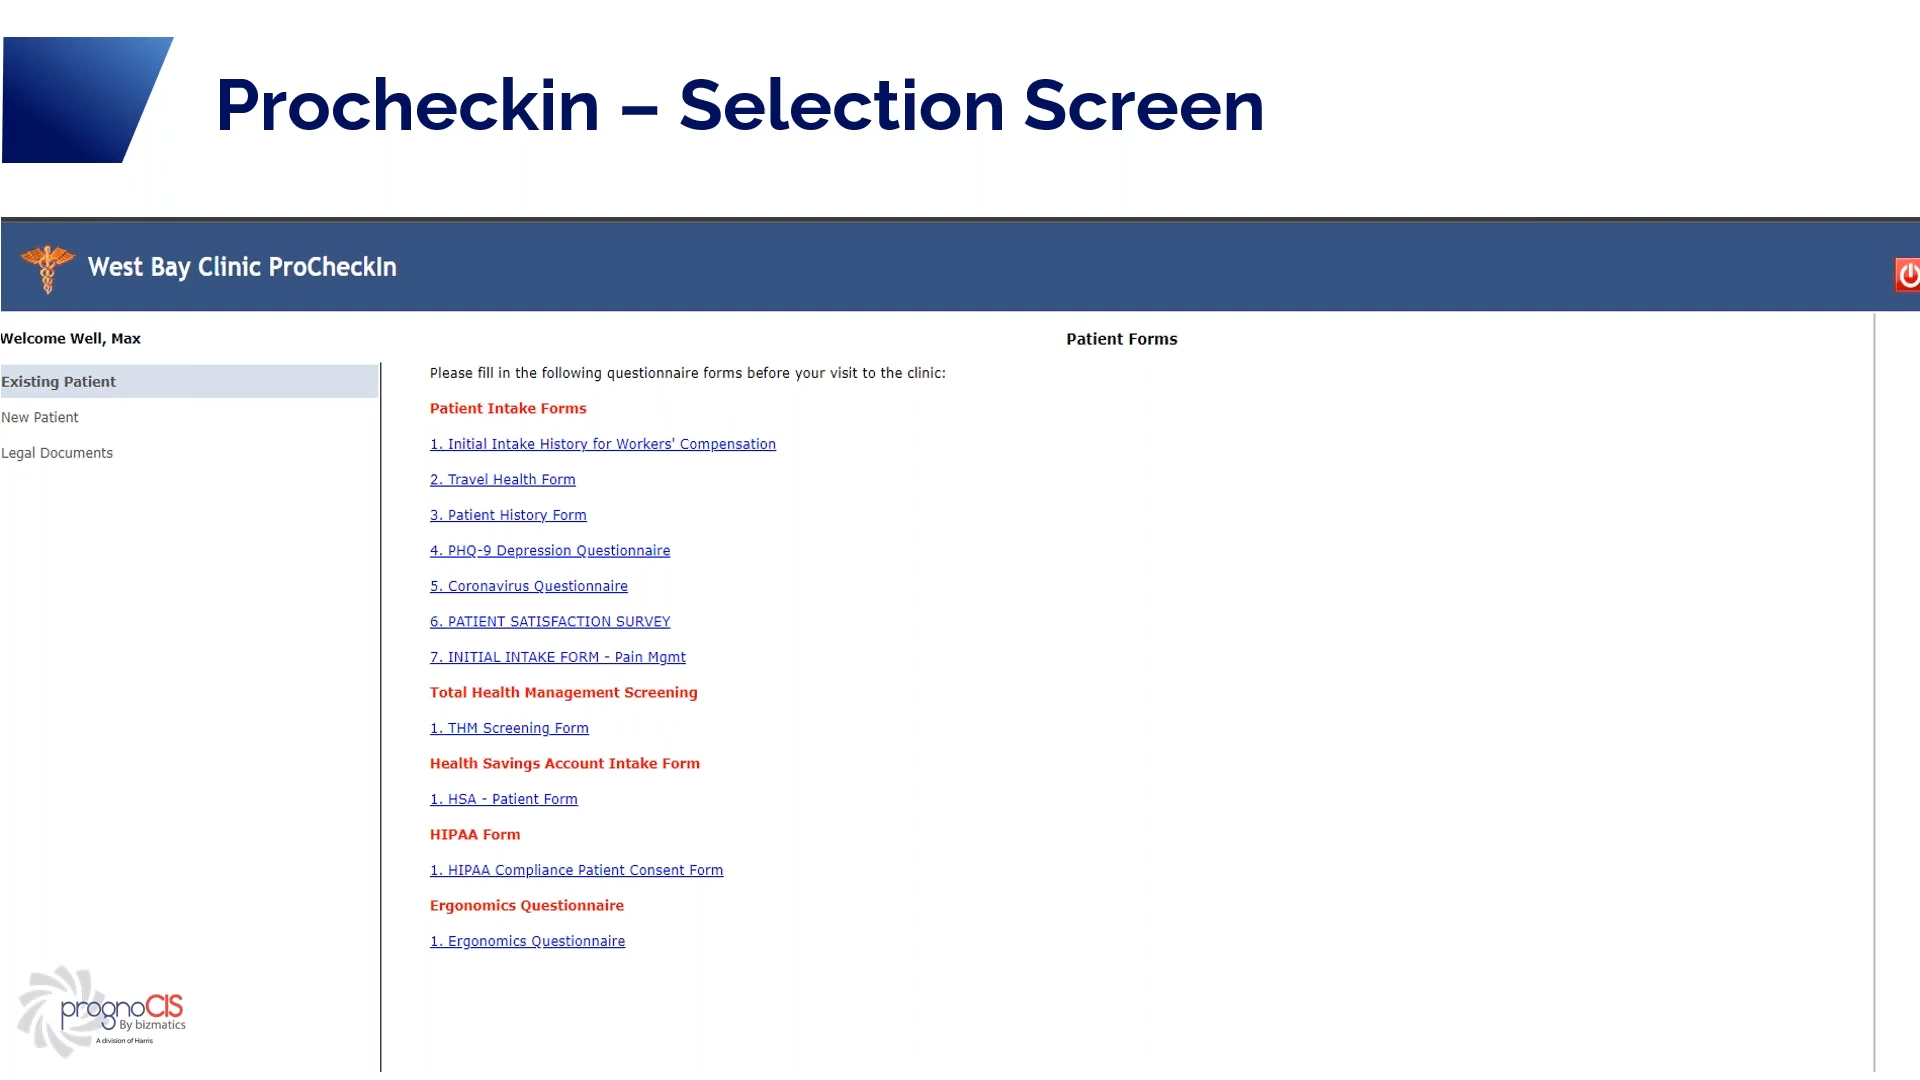 Procheckin – Selection Screen
West Bay Clinic ProCheckIn
Welcome Well, Max
Patient Forms
Existing Patient
New Patient
Legal Documents
Please fill in the following questionnaire forms before your visit to the clinic:
Patient Intake Forms
1. Initial Intake History for Workers' Compensation
2. Travel Health Form
3. Patient History Form
4. PHQ-9 Depression Questionnaire
5. Coronavirus Questionnaire
6. PATIENT SATISFACTION SURVEY
7. INITIAL INTAKE FORM - Pain Mgmt
Total Health Management Screening
1. THM Screening Form
Health Savings Account Intake Form
1. HSA - Patient Form
HIPAA Form
1. HIPAA Compliance Patient Consent Form
Ergonomics Questionnaire
1. Ergonomics Questionnaire
prognoCIS
By bizmatics
A division of Harris